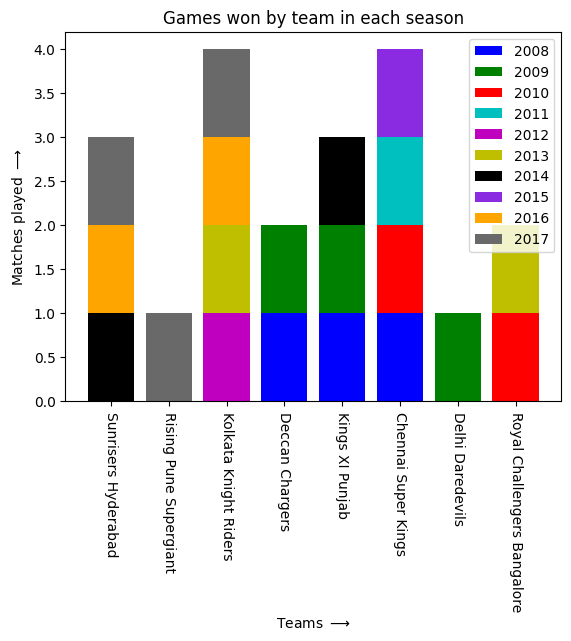 Games won by team in each season
4.0
3.5
3.0
2.5
2.0
1.5
1.0
0.5
0.0
Matches played ⟶
2008
2009
2010
2011
2012
2013
2014
2015
2016
2017
Sunrisers Hyderabad
Rising Pune Supergiant
Kolkata Knight Riders
Deccan Chargers
Kings XI Punjab
Chennai Super Kings
Delhi Daredevils
Royal Challengers Bangalore
Teams ⟶